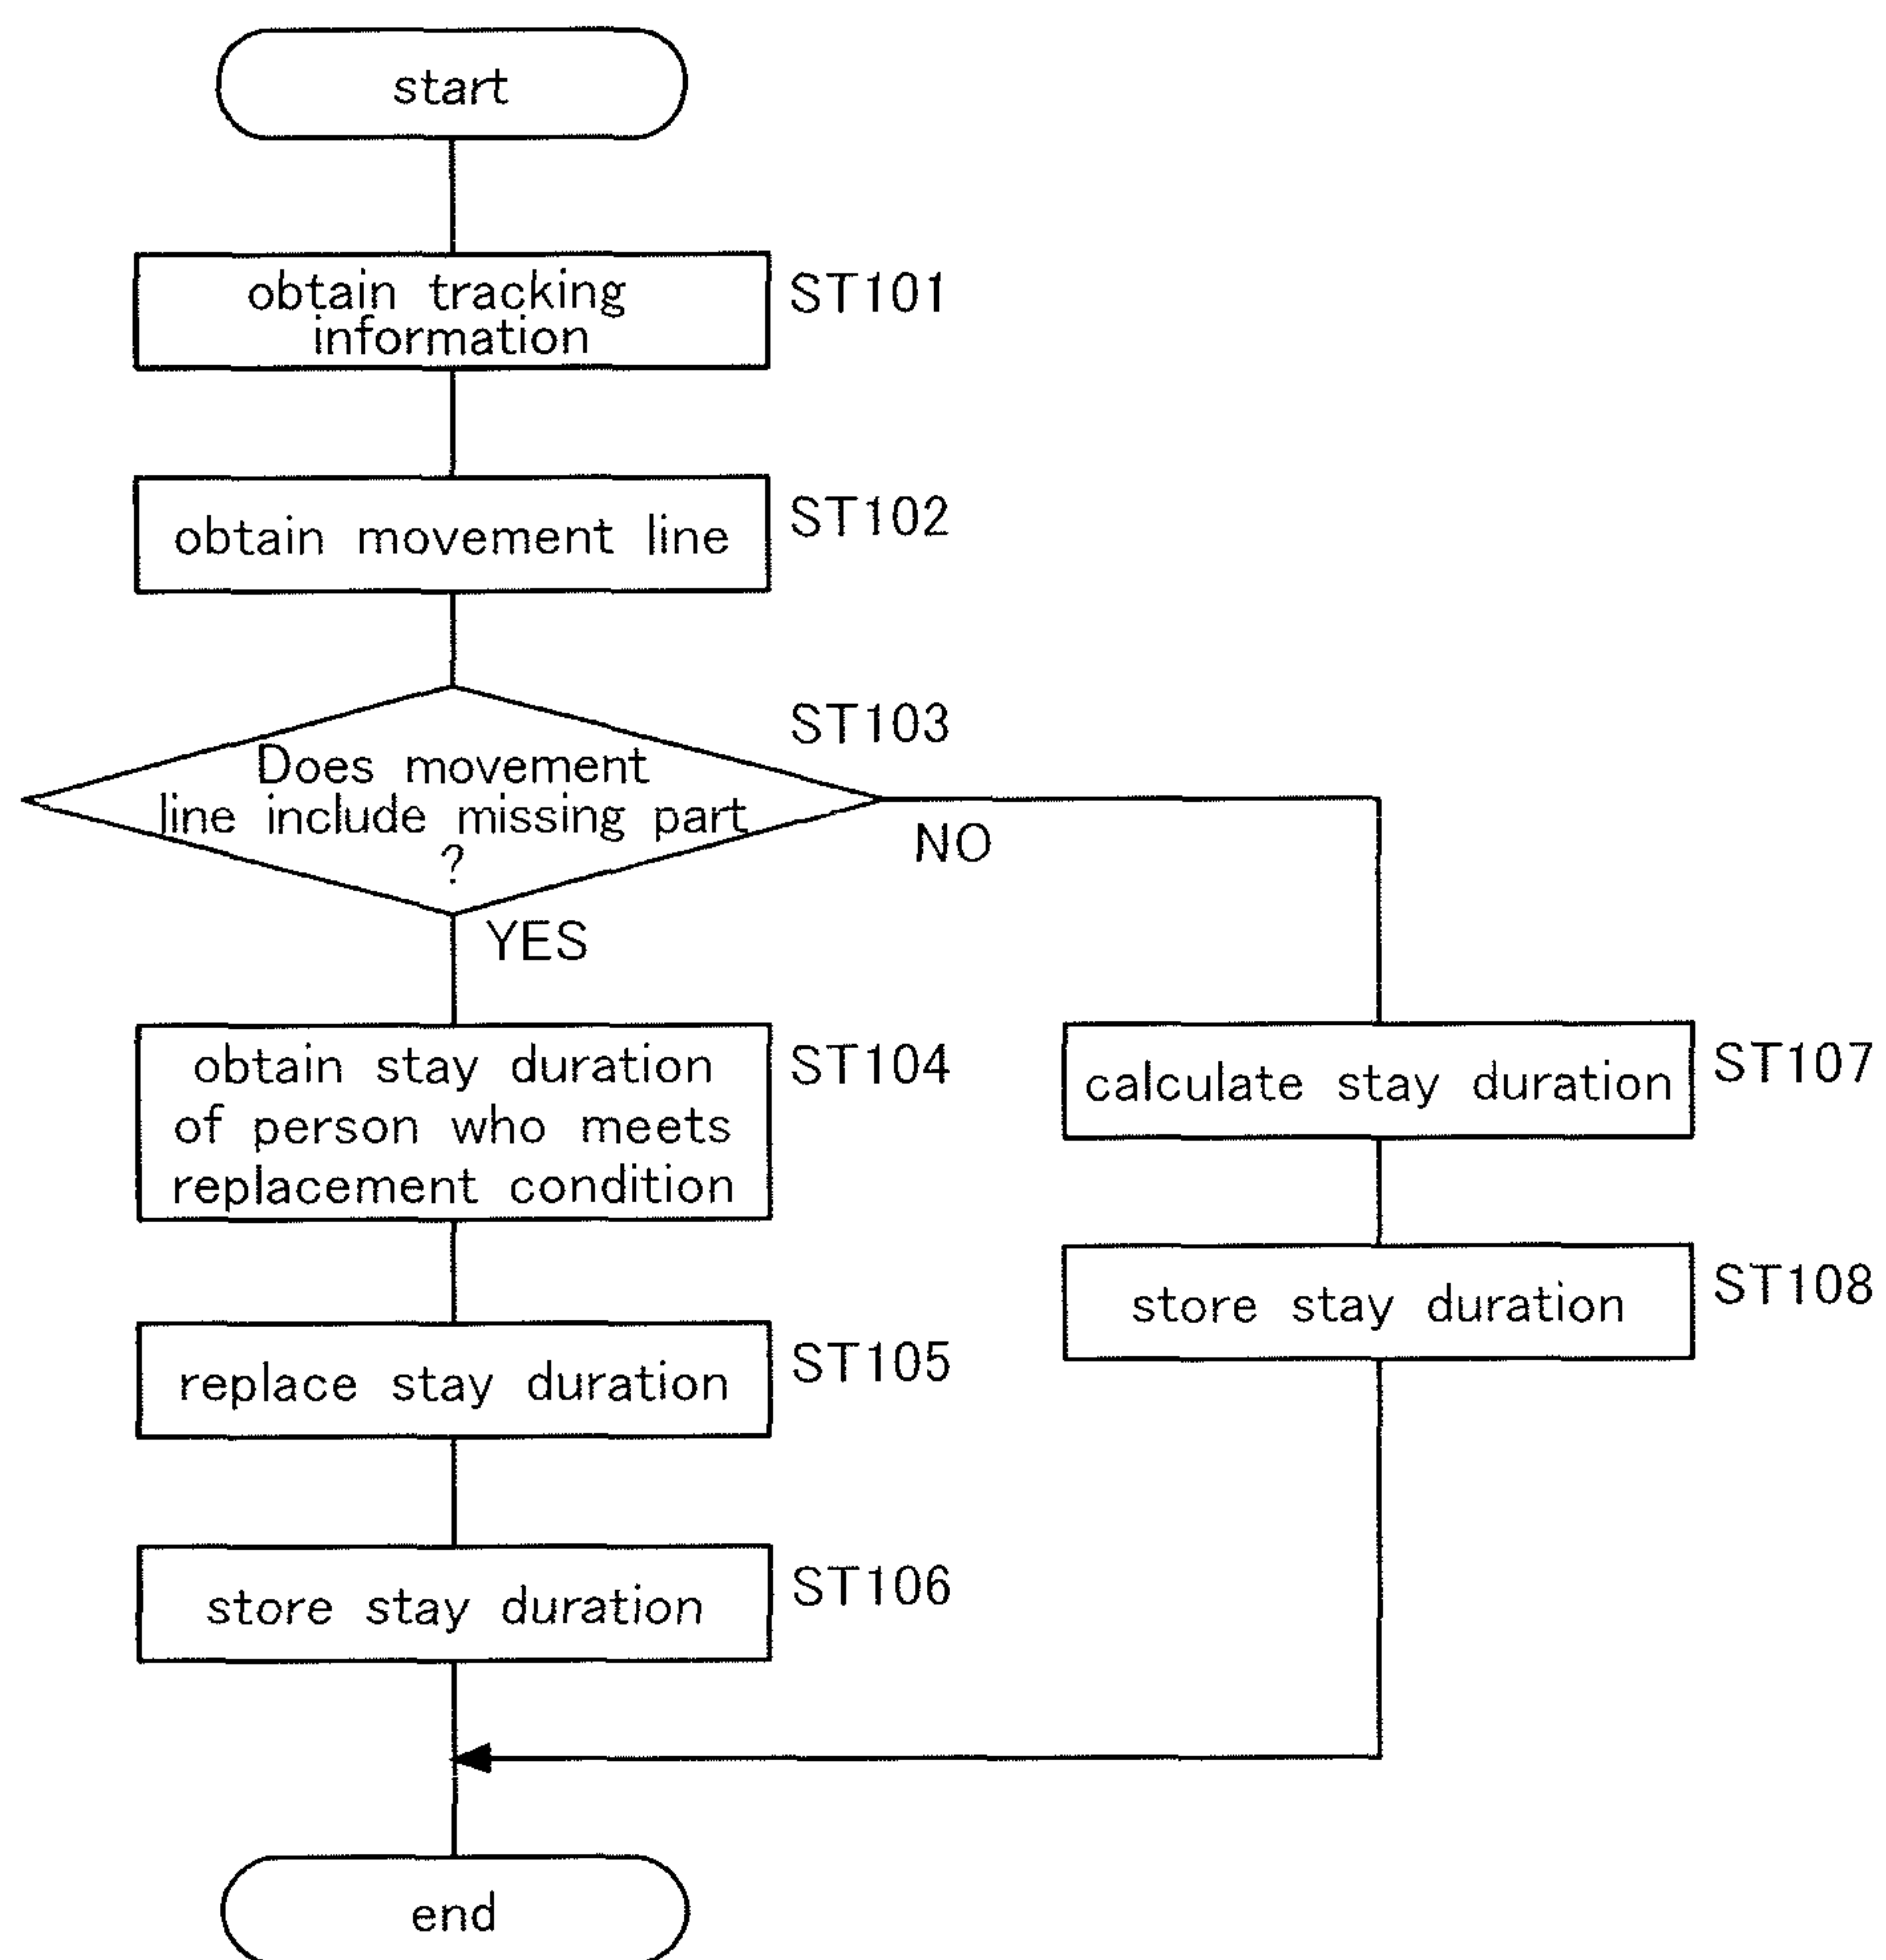 start
obtain tracking
information
ST101
obtain movement line
ST102
Does movement
line include missing part
?
ST103
NO
YES
obtain stay duration
of person who meets
replacement condition
ST104
replace stay duration
ST105
store stay duration
ST106
calculate stay duration
ST107
store stay duration
ST108
end